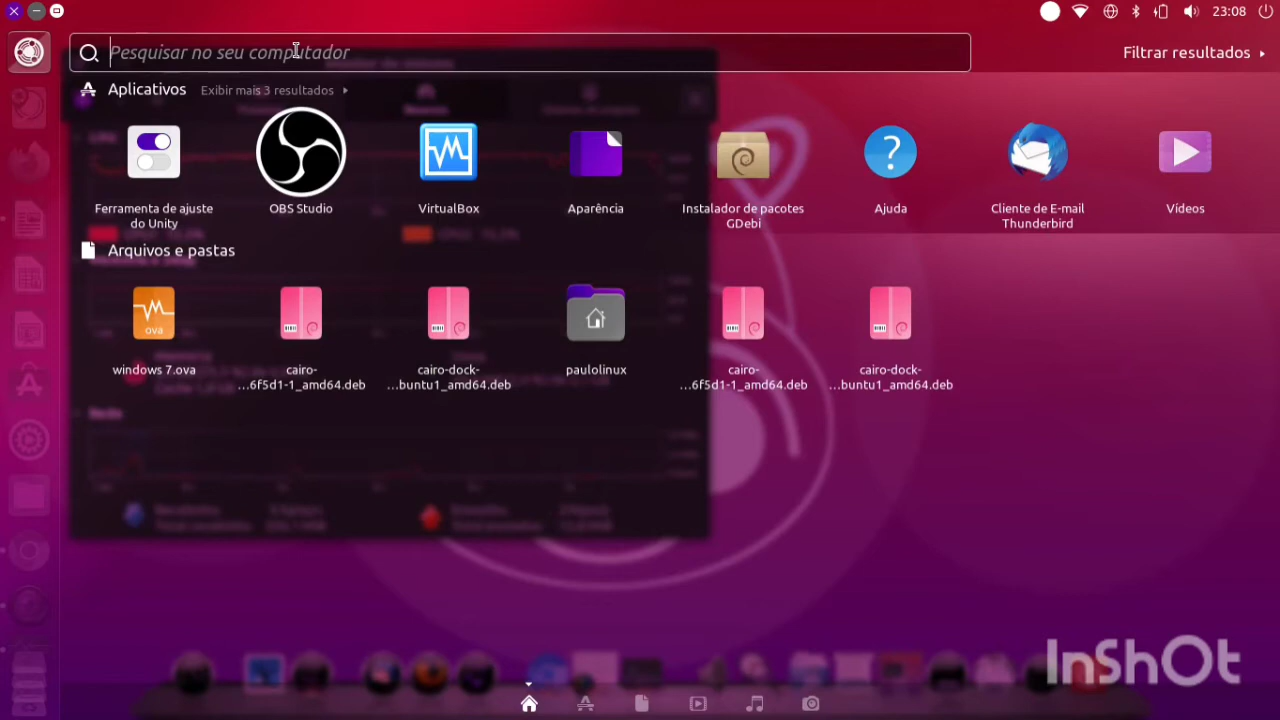 23:08
Pesquisar no seu computador
Filtrar resultados
Aplicativos
Exibir mais 3 resultados
Ferramenta de ajuste
do Unity
OBS Studio
VirtualBox
Aparência
Instalador de pacotes
GDebi
Ajuda
Cliente de E-mail
Thunderbird
Vídeos
Arquivos e pastas
ova
windows 7.ova
cairo-
...6f5d1-1_amd64.deb
cairo-dock-
...buntu1_amd64.deb
paulolinux
cairo-
...6f5d1-1_amd64.deb
cairo-dock-
...buntu1_amd64.deb
InShOt